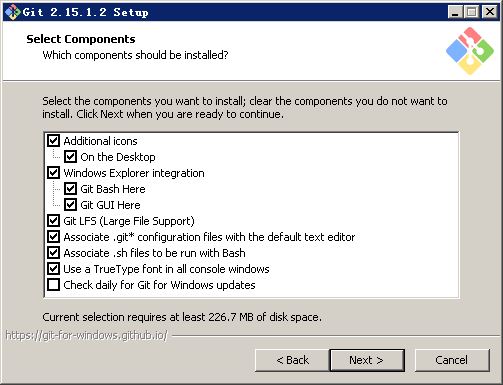 Git 2.15.1.2 Setup
Select Components
Which components should be installed?
Select the components you want to install; clear the components you do not want to
install. Click Next when you are ready to continue.
Additional icons
On the Desktop
Windows Explorer integration
Git Bash Here
Git GUI Here
Git LFS (Large File Support)
Associate .git* configuration files with the default text editor
Associate .sh files to be run with Bash
Use a TrueType font in all console windows
Check daily for Git for Windows updates
Current selection requires at least 226.7 MB of disk space.
https://git-for-windows.github.io/
< Back
Next >
Cancel